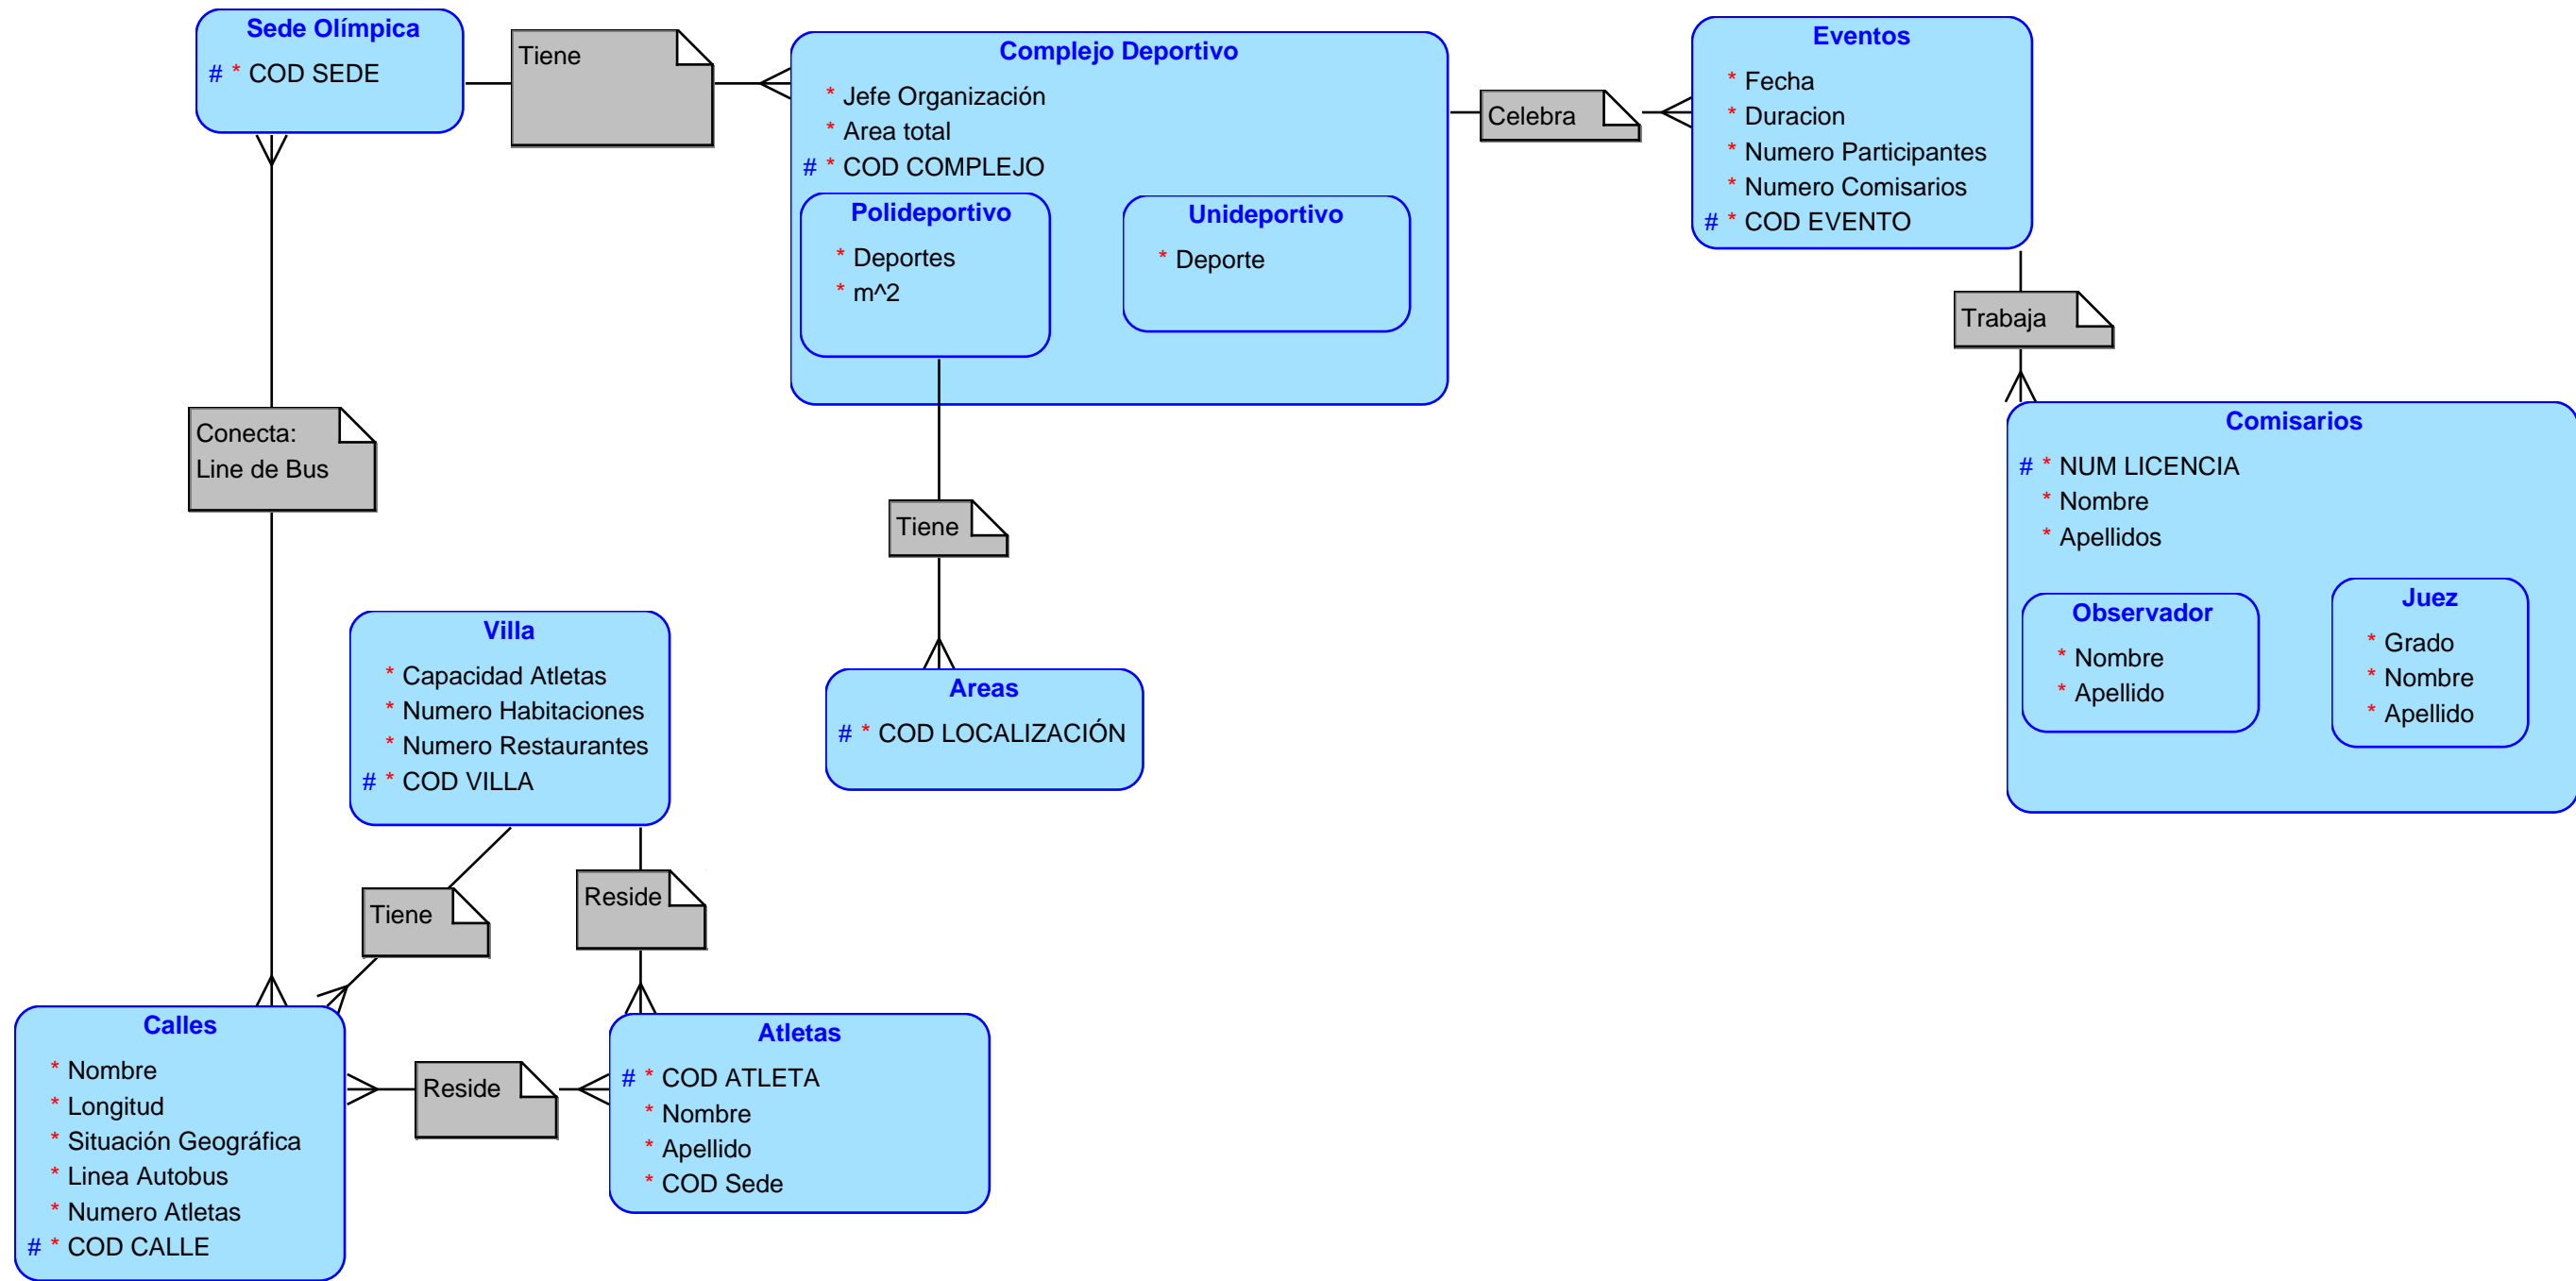 Sede Olímpica
# * COD SEDE
Tiene
Complejo Deportivo
* Jefe Organización
* Area total
# * COD COMPLEJO
Polideportivo
* Deportes
* m^2
Unideportivo
* Deporte
Celebra
Eventos
* Fecha
* Duracion
* Numero Participantes
* Numero Comisarios
# * COD EVENTO
Trabaja
Comisarios
# * NUM LICENCIA
* Nombre
* Apellidos
Observador
* Nombre
* Apellido
Juez
* Grado
* Nombre
* Apellido
Conecta:
Line de Bus
Tiene
Areas
# * COD LOCALIZACIÓN
Villa
* Capacidad Atletas
* Numero Habitaciones
* Numero Restaurantes
# * COD VILLA
Tiene
Reside
Calles
* Nombre
* Longitud
* Situación Geográfica
* Linea Autobus
* Numero Atletas
# * COD CALLE
Reside
Atletas
# * COD ATLETA
* Nombre
* Apellido
* COD Sede